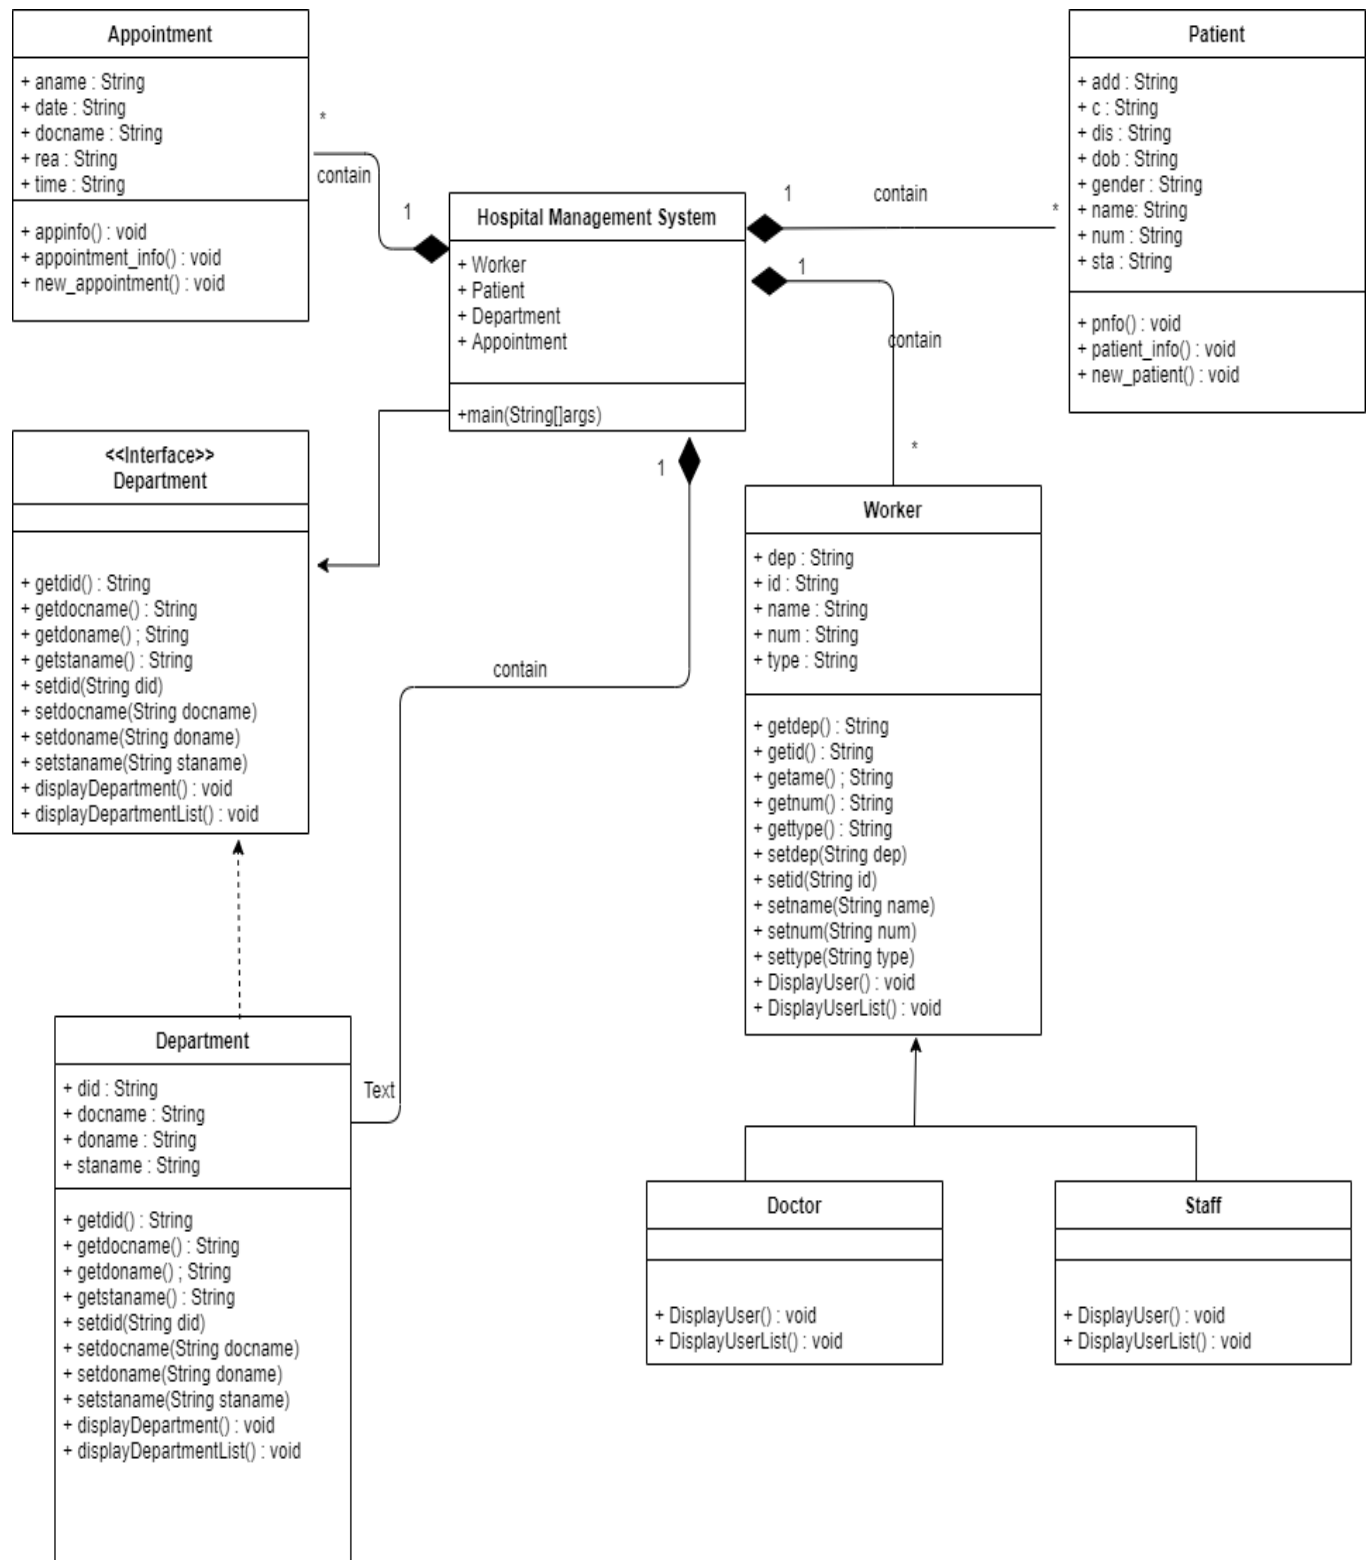 Appointment
+ aname : String
+ date : String
+ docname : String
+ rea : String
+ time : String
+ appinfo() : void
+ appointment_info() : void
+ new_appointment() : void
*
contain
1
Hospital Management System
+ Worker
+ Patient
+ Department
+ Appointment
+main(String[]args)
1
contain
*
Patient
+ add : String
+ c : String
+ dis : String
+ dob : String
+ gender : String
+ name: String
+ num : String
+ sta : String
+ pnfo() : void
+ patient_info() : void
+ new_patient() : void
1
contain
*
<<Interface>>
Department
+ getdid() : String
+ getdocname() : String
+ getdoname() ; String
+ getstaname() : String
+ setdid(String did)
+ setdocname(String docname)
+ setdoname(String doname)
+ setstaname(String staname)
+ displayDepartment() : void
+ displayDepartmentList() : void
1
contain
Text
Worker
+ dep : String
+ id : String
+ name : String
+ num : String
+ type : String
+ getdep() : String
+ getid() : String
+ getame() ; String
+ getnum() : String
+ gettype() : String
+ setdep(String dep)
+ setid(String id)
+ setname(String name)
+ setnum(String num)
+ settype(String type)
+ DisplayUser() : void
+ DisplayUserList() : void
Department
+ did : String
+ docname : String
+ doname : String
+ staname : String
+ getdid() : String
+ getdocname() : String
+ getdoname() ; String
+ getstaname() : String
+ setdid(String did)
+ setdocname(String docname)
+ setdoname(String doname)
+ setstaname(String staname)
+ displayDepartment() : void
+ displayDepartmentList() : void
Doctor
+ DisplayUser() : void
+ DisplayUserList() : void
Staff
+ DisplayUser() : void
+ DisplayUserList() : void